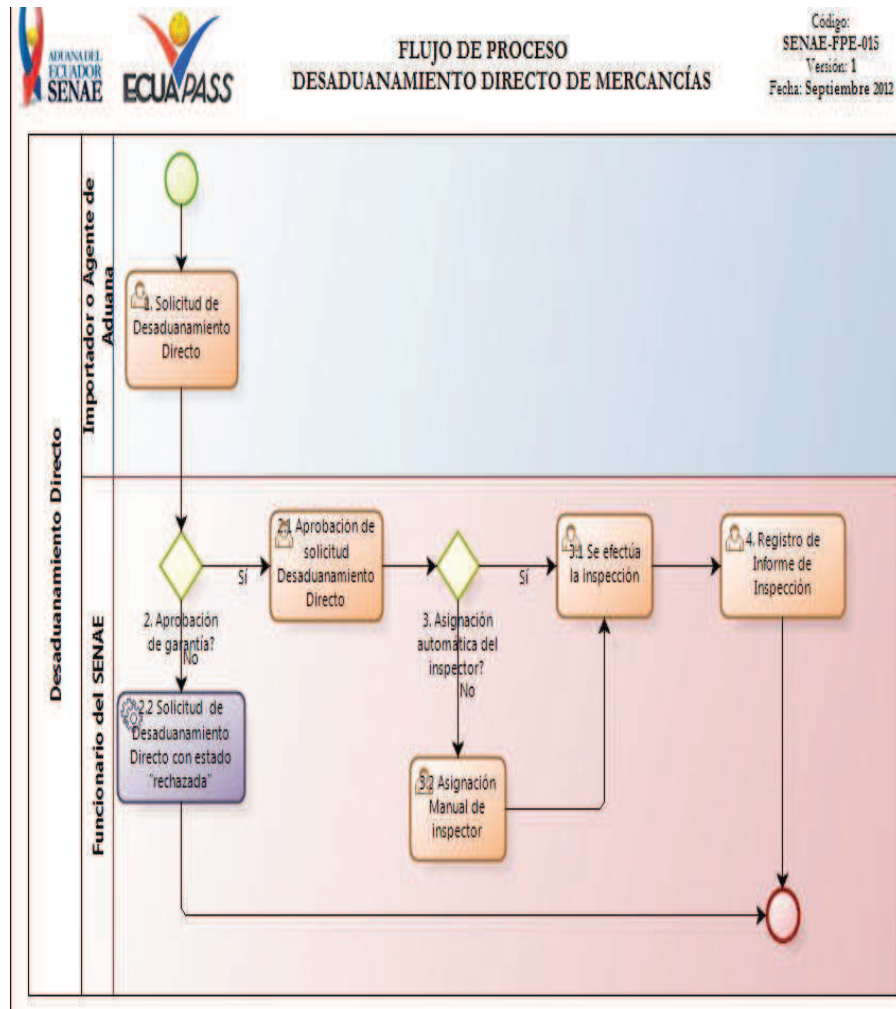 ADUANA DEL
ECUADOR
SENAE
ECUAPASS
FLUJO DE PROCESO
DESADUANAMIENTO DIRECTO DE MERCANCÍAS
Código:
SENAE-FPE-015
Versión: 1
Fecha: Septiembre 2012
Desaduanamiento Directo
Importador o Agente de
Aduana
1. Solicitud de
Desaduanamiento
Directo
Funcionario del SENAE
2. Aprobación
de garantía?
Sí
No
2.1 Aprobación de
solicitud
Desaduanamiento
Directo
3. Asignación
automática del
inspector?
Sí
No
3.1 Se efectúa
la inspección
4. Registro de
Informe de
Inspección
2.2 Solicitud de
Desaduanamiento
Directo con estado
"rechazada"
3.2 Asignación
Manual de
inspector